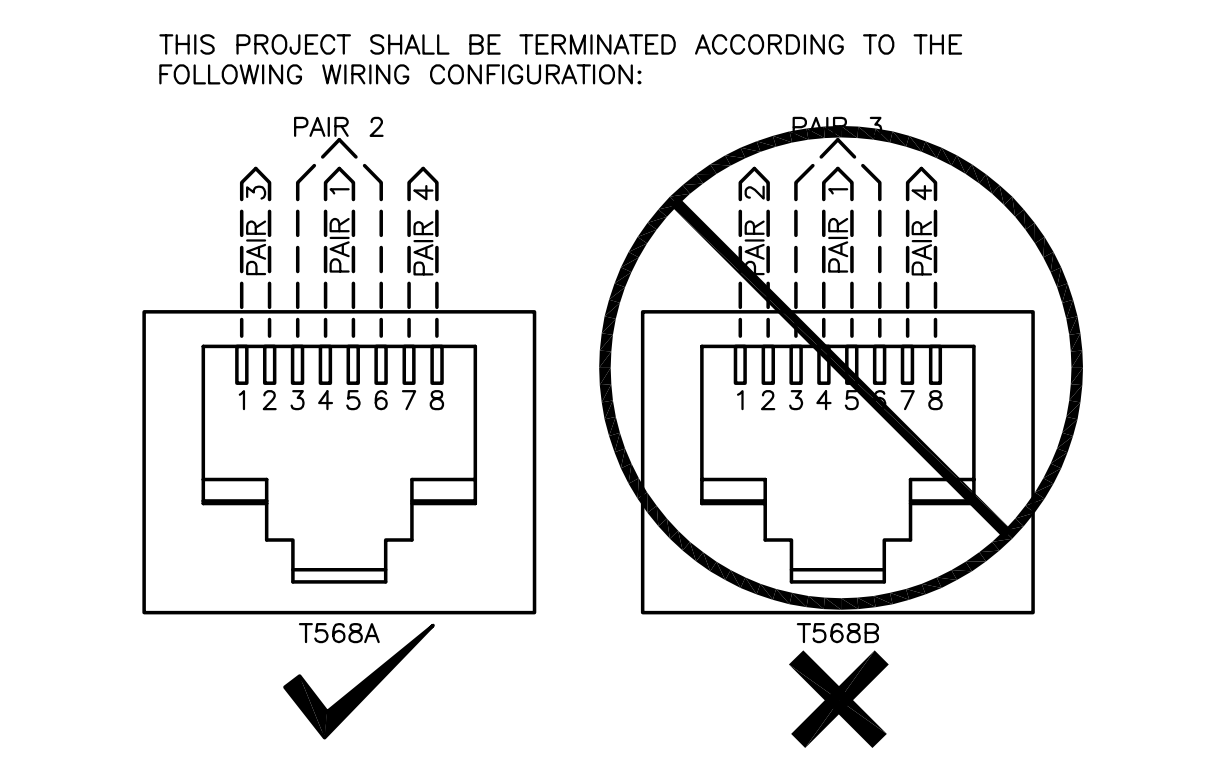 THIS PROJECT SHALL BE TERMINATED ACCORDING TO THE
FOLLOWING WIRING CONFIGURATION:
PAIR 2
PAIR 3
PAIR 1
PAIR 4
1 2 3 4 5 6 7 8
T568A
PAIR 3
PAIR 2
PAIR 1
PAIR 4
1 2 3 4 5 6 7 8
T568B